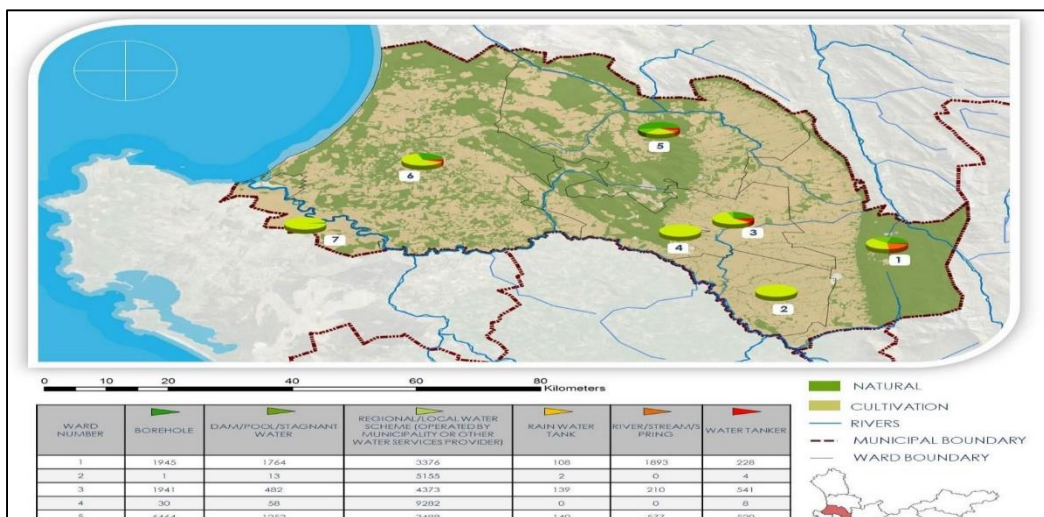 5
6
3
7
4
1
2
0 20 40 60 80
Kilometers
NATURAL
CULTIVATION
RIVERS
MUNICIPAL BOUNDARY
WARD BOUNDARY
WARD NUMBER BOREHOLE DAM/POOL/STAGNANT WATER REGIONAL/LOCAL WATER SCHEME (OPERATED BY MUNICIPALITY OR OTHER WATER SERVICES PROVIDER) RAIN WATER TANK RIVER/STREAM/SPRING WATER TANKER
1 1945 1764 3376 108 1893 228
2 1 13 5155 2 0 4
3 1941 482 4373 139 210 541
4 30 58 9282 0 0 8